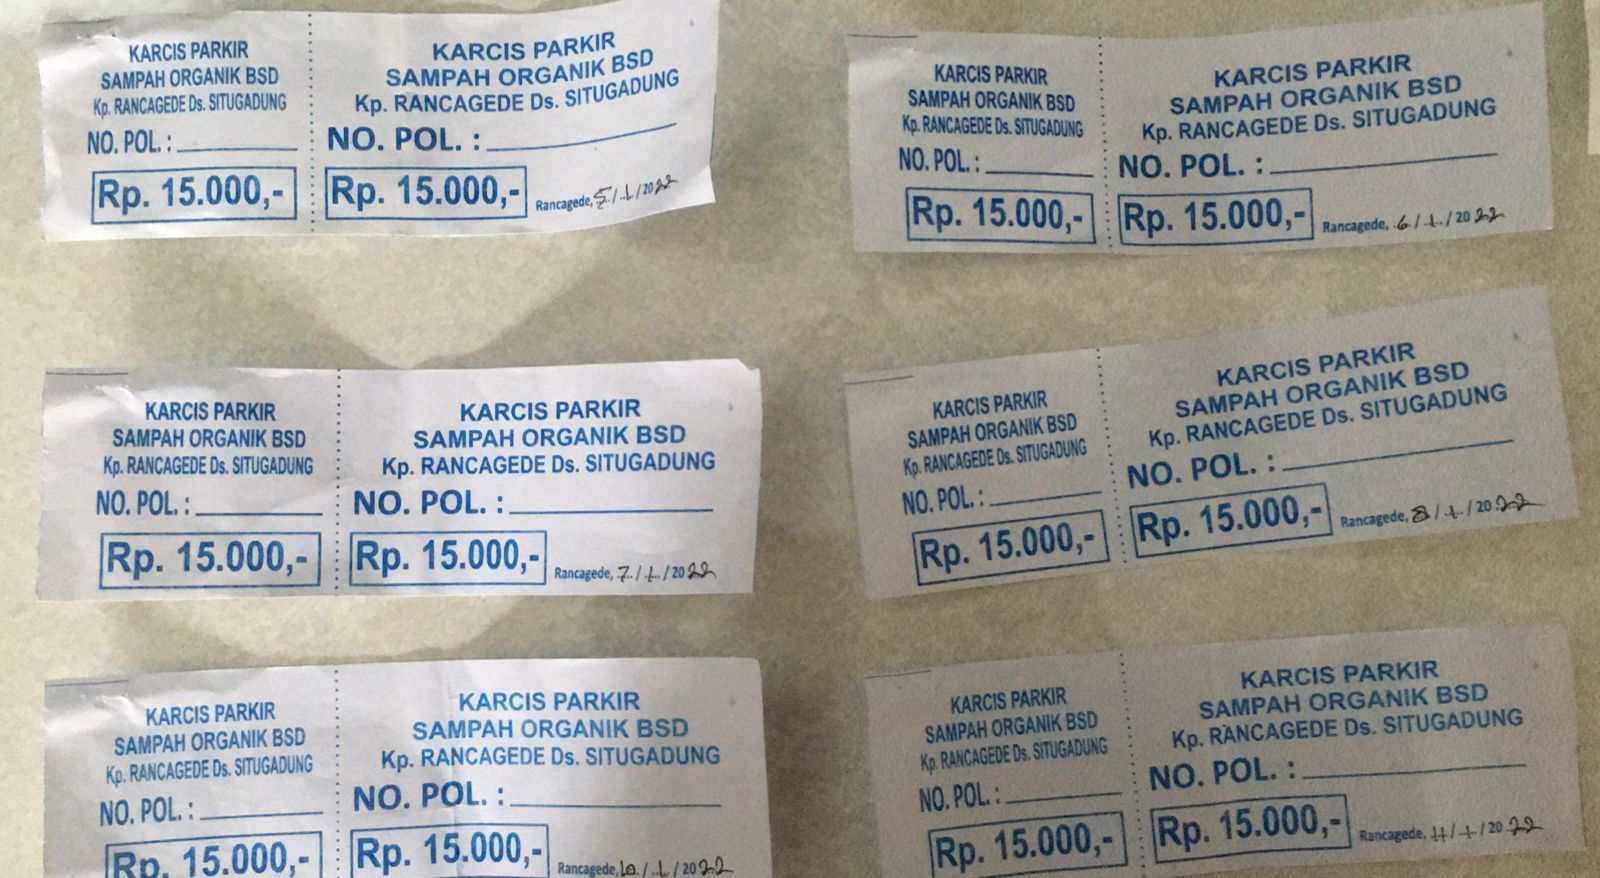 KARCIS PARKIR
SAMPAH ORGANIK BSD
Kp. RANCAGEDE Ds. SITUGADUNG
NO. POL. :
Rp. 15.000,-
KARCIS PARKIR
SAMPAH ORGANIK BSD
Kp. RANCAGEDE Ds. SITUGADUNG
NO. POL. :
Rp. 15.000,-
Rancagede, 5/1/2022
KARCIS PARKIR
SAMPAH ORGANIK BSD
Kp. RANCAGEDE Ds. SITUGADUNG
NO. POL. :
Rp. 15.000,-
KARCIS PARKIR
SAMPAH ORGANIK BSD
Kp. RANCAGEDE Ds. SITUGADUNG
NO. POL. :
Rp. 15.000,-
Rancagede, 6/1/2022
KARCIS PARKIR
SAMPAH ORGANIK BSD
Kp. RANCAGEDE Ds. SITUGADUNG
NO. POL. :
Rp. 15.000,-
KARCIS PARKIR
SAMPAH ORGANIK BSD
Kp. RANCAGEDE Ds. SITUGADUNG
NO. POL. :
Rp. 15.000,-
Rancagede, 7/1/2022
KARCIS PARKIR
SAMPAH ORGANIK BSD
Kp. RANCAGEDE Ds. SITUGADUNG
NO. POL. :
Rp. 15.000,-
KARCIS PARKIR
SAMPAH ORGANIK BSD
Kp. RANCAGEDE Ds. SITUGADUNG
NO. POL. :
Rp. 15.000,-
Rancagede, 8/1/2022
KARCIS PARKIR
SAMPAH ORGANIK BSD
Kp. RANCAGEDE Ds. SITUGADUNG
NO. POL. :
Rp. 15.000,-
KARCIS PARKIR
SAMPAH ORGANIK BSD
Kp. RANCAGEDE Ds. SITUGADUNG
NO. POL. :
Rp. 15.000,-
Rancagede, 10/1/2022
KARCIS PARKIR
SAMPAH ORGANIK BSD
Kp. RANCAGEDE Ds. SITUGADUNG
NO. POL. :
Rp. 15.000,-
KARCIS PARKIR
SAMPAH ORGANIK BSD
Kp. RANCAGEDE Ds. SITUGADUNG
NO. POL. :
Rp. 15.000,-
Rancagede, 11/1/2022